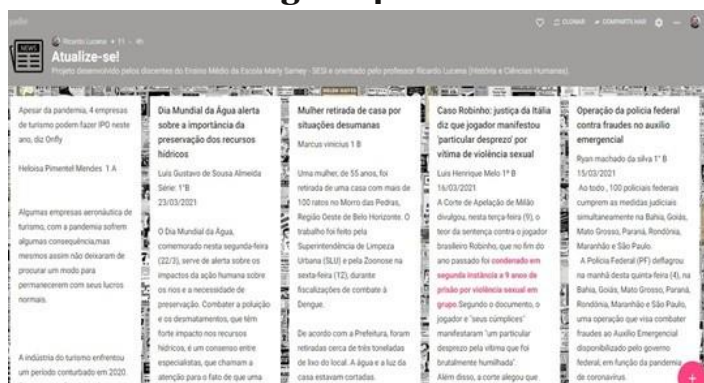 padlet
CLONAR
COMPARTILHAR
NEWS
Ricardo Lucena + 11 • 4h
Atualize-se!
Projeto desenvolvido pelos discentes do Ensino Médio da Escola Marly Sarney - SESI e orientado pelo professor Ricardo Lucena (História e Ciências Humanas).
Apesar da pandemia, 4 empresas
de turismo podem fazer IPO neste
ano, diz Onfly
Heloisa Pimentel Mendes 1 A
Algumas empresas aeronáutica de
turismo, com a pandemia sofrem
algumas consequência,mas
mesmos assim não deixaram de
procurar um modo para
permanecerem com seus lucros
normais.
A indústria do turismo enfrentou
um período conturbado em 2020.
Dia Mundial da Água alerta
sobre a importância da
preservação dos recursos
hídricos
Luis Gustavo de Sousa Almeida
Série: 1°B
23/03/2021
O Dia Mundial da Água,
comemorado nesta segunda-feira
(22/3), serve de alerta sobre os
impactos da ação humana sobre
os rios e a necessidade de
preservação. Combater a poluição
e os desmatamentos, que têm
forte impacto nos recursos
hídricos, é um consenso entre
especialistas, que chamam a
atenção para o fato de que uma
Mulher retirada de casa por
situações desumanas
Marcus vinicius 1 B
Uma mulher, de 55 anos, foi
retirada de uma casa com mais de
100 ratos no Morro das Pedras,
Região Oeste de Belo Horizonte. O
trabalho foi feito pela
Superintendência de Limpeza
Urbana (SLU) e pela Zoonose na
sexta-feira (12), durante
fiscalizações de combate à
Dengue.
De acordo com a Prefeitura, foram
retiradas cerca de três toneladas
de lixo do local. A água e a luz da
casa estavam cortadas.
Caso Robinho: justiça da Itália
diz que jogador manifestou
'particular desprezo' por
vítima de violência sexual
Luis Henrique Melo 1ª B
16/03/2021
A Corte de Apelação de Milão
divulgou, nesta terça-feira (9), o
teor da sentença contra o jogador
brasileiro Robinho, que no fim do
ano passado foi condenado em
segunda instância a 9 anos de
prisão por violência sexual em
grupo.Segundo o documento, o
jogador e "seus cúmplices"
manifestaram "um particular
desprezo pela vítima que foi
brutalmente humilhada".
Além disso, a corte alegou que
Operação da policia federal
contra fraudes no auxilio
emergencial
Ryan machado da silva 1° B
15/03/2021
Ao todo , 100 policiais federais
cumprem as medidas judiciais
simultaneamente na Bahia, Goiás,
Mato Grosso, Paraná, Rondônia,
Maranhão e São Paulo.
A Polícia Federal (PF) deflagrou
na manhã desta quinta-feira (4), na
Bahia, Goiás, Mato Grosso, Paraná,
Rondônia, Maranhão e São Paulo,
uma operação que visa combater
fraudes ao Auxílio Emergencial
disponibilizado pelo governo
federal, em função da pandemia
de coronavírus.